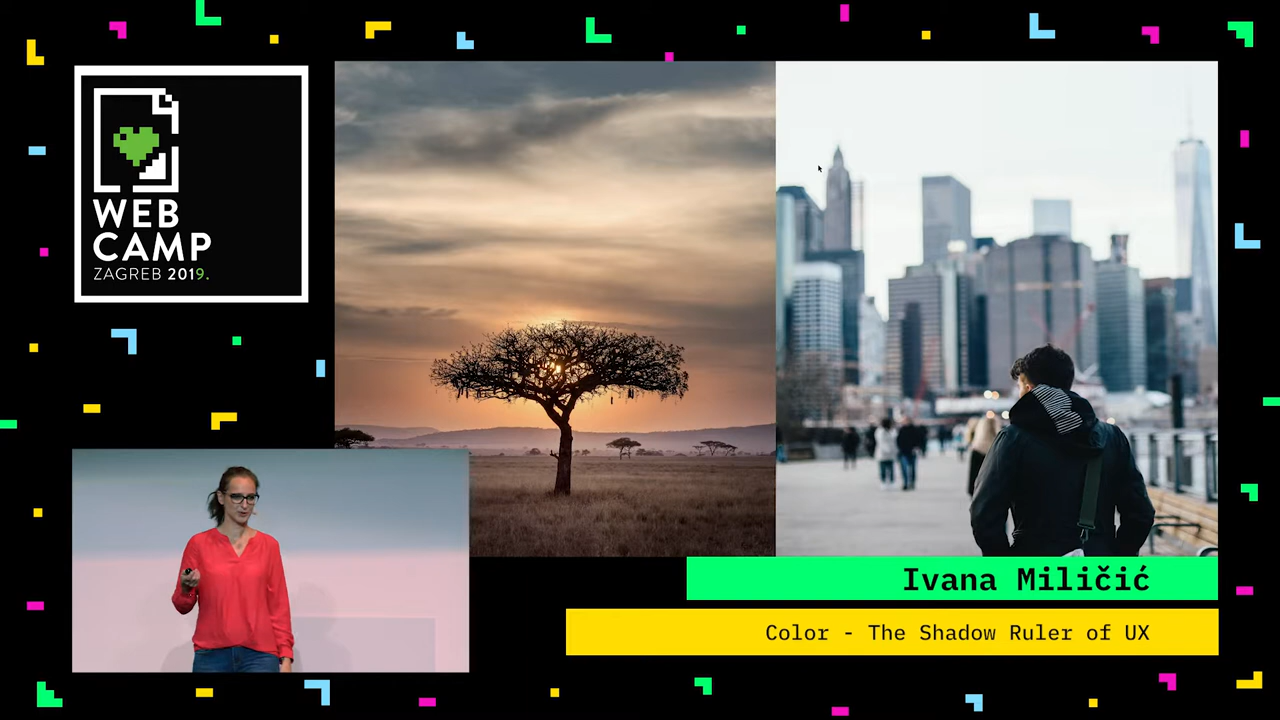 WEB
CAMP
ZAGREB 2019.
Ivana Miličić
Color - The Shadow Ruler of UX